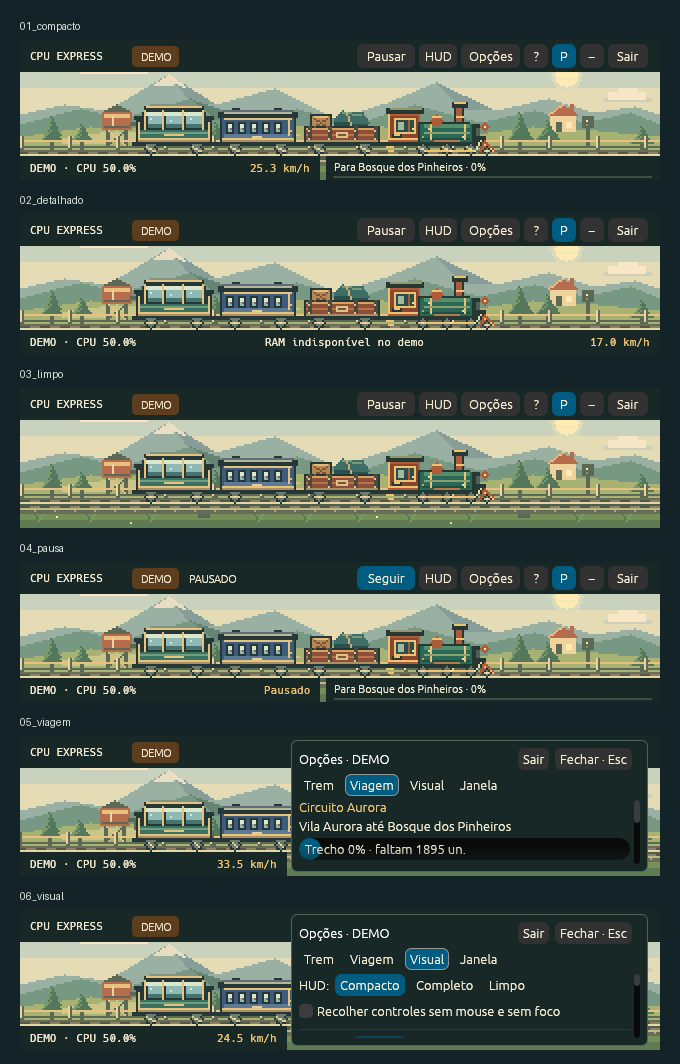 01_compacto
CPU EXPRESS DEMO Pausar HUD Opções ? P – Sair
DEMO · CPU 50.0% 25.3 km/h Para Bosque dos Pinheiros · 0%
02_detalhado
CPU EXPRESS DEMO Pausar HUD Opções ? P – Sair
DEMO · CPU 50.0% RAM indisponível no demo 17.0 km/h
03_limpo
CPU EXPRESS DEMO Pausar HUD Opções ? P – Sair
04_pausa
CPU EXPRESS DEMO PAUSADO Seguir HUD Opções ? P – Sair
DEMO · CPU 50.0% Pausado Para Bosque dos Pinheiros · 0%
05_viagem
CPU EXPRESS DEMO
Opções · DEMO Sair Fechar · Esc
Trem Viagem Visual Janela
Circuito Aurora
Vila Aurora até Bosque dos Pinheiros
Trecho 0% · faltam 1895 un.
DEMO · CPU 50.0% 33.5 km/h
06_visual
CPU EXPRESS DEMO
Opções · DEMO Sair Fechar · Esc
Trem Viagem Visual Janela
HUD: Compacto Completo Limpo
Recolher controles sem mouse e sem foco
DEMO · CPU 50.0% 24.5 km/h